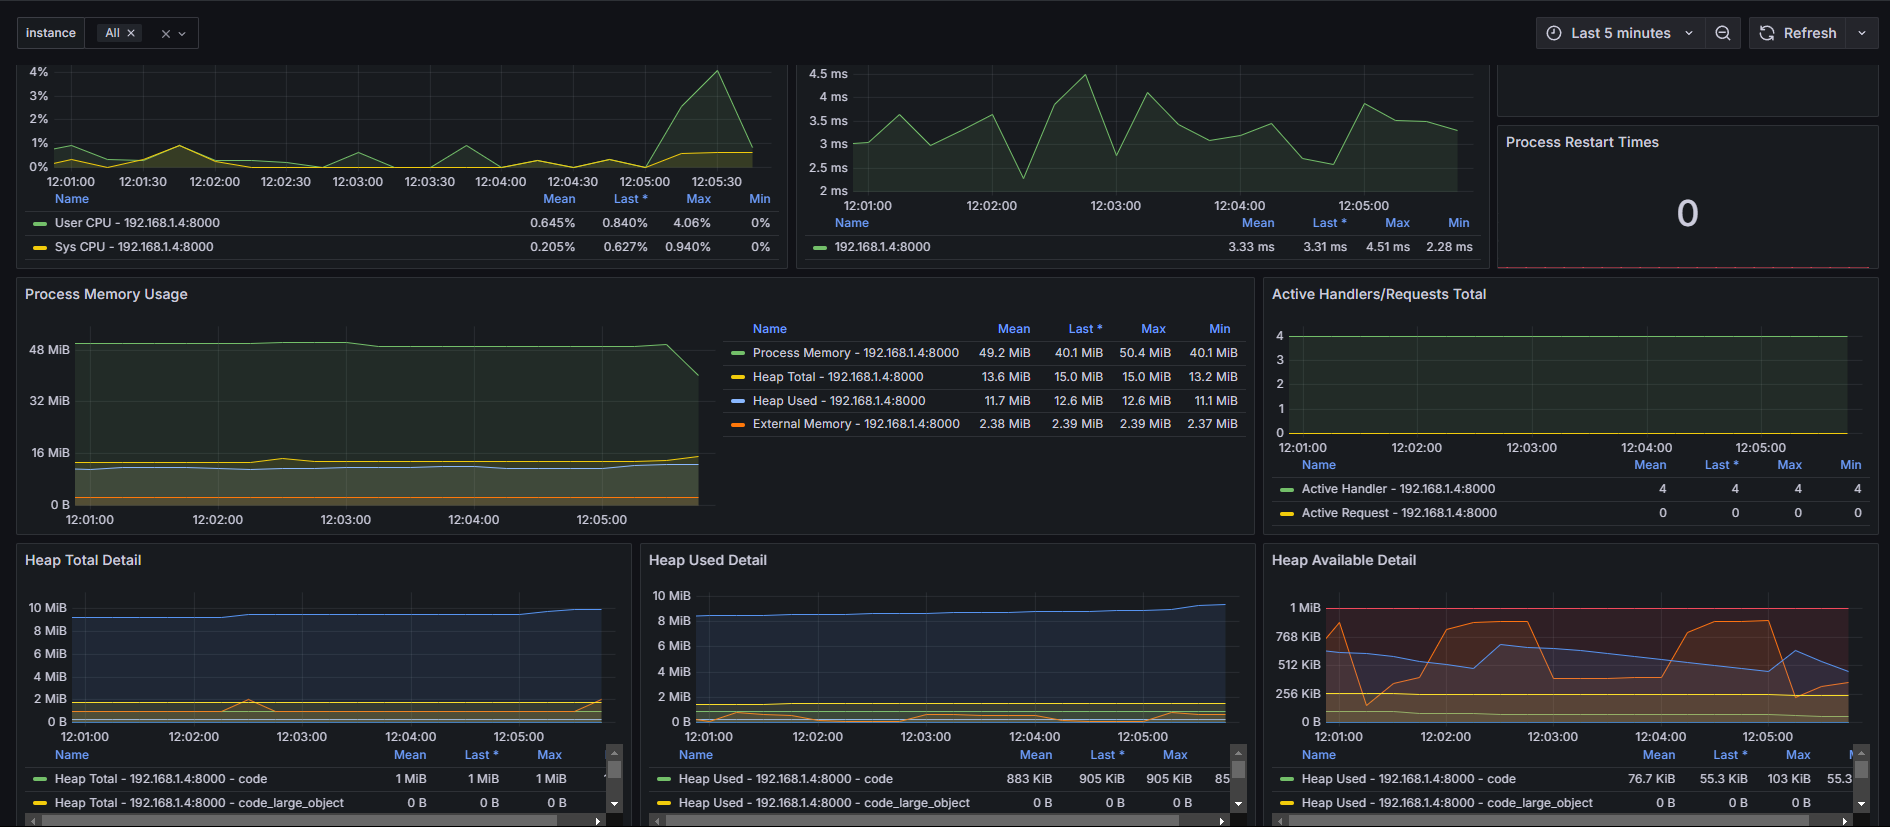 instance All × × Last 5 minutes Refresh
4%
3%
2%
1%
0%
12:01:00 12:01:30 12:02:00 12:02:30 12:03:00 12:03:30 12:04:00 12:04:30 12:05:00 12:05:30
Name Mean Last * Max Min
User CPU - 192.168.1.4:8000 0.645% 0.840% 4.06% 0%
Sys CPU - 192.168.1.4:8000 0.205% 0.627% 0.940% 0%
4.5 ms
4 ms
3.5 ms
3 ms
2.5 ms
2 ms
12:01:00 12:02:00 12:03:00 12:04:00 12:05:00
Name Mean Last * Max Min
192.168.1.4:8000 3.33 ms 3.31 ms 4.51 ms 2.28 ms
Process Restart Times
0
Process Memory Usage
48 MiB
32 MiB
16 MiB
0 B
12:01:00 12:02:00 12:03:00 12:04:00 12:05:00
Name Mean Last * Max Min
Process Memory - 192.168.1.4:8000 49.2 MiB 40.1 MiB 50.4 MiB 40.1 MiB
Heap Total - 192.168.1.4:8000 13.6 MiB 15.0 MiB 15.0 MiB 13.2 MiB
Heap Used - 192.168.1.4:8000 11.7 MiB 12.6 MiB 12.6 MiB 11.1 MiB
External Memory - 192.168.1.4:8000 2.38 MiB 2.39 MiB 2.39 MiB 2.37 MiB
Active Handlers/Requests Total
4
3
2
1
0
12:01:00 12:02:00 12:03:00 12:04:00 12:05:00
Name Mean Last * Max Min
Active Handler - 192.168.1.4:8000 4 4 4 4
Active Request - 192.168.1.4:8000 0 0 0 0
Heap Total Detail
10 MiB
8 MiB
6 MiB
4 MiB
2 MiB
0 B
12:01:00 12:02:00 12:03:00 12:04:00 12:05:00
Name Mean Last * Max
Heap Total - 192.168.1.4:8000 - code 1 MiB 1 MiB 1 MiB
Heap Total - 192.168.1.4:8000 - code_large_object 0 B 0 B 0 B
Heap Used Detail
10 MiB
8 MiB
6 MiB
4 MiB
2 MiB
0 B
12:01:00 12:02:00 12:03:00 12:04:00 12:05:00
Name Mean Last * Max
Heap Used - 192.168.1.4:8000 - code 883 KiB 905 KiB 905 KiB 85
Heap Used - 192.168.1.4:8000 - code_large_object 0 B 0 B 0 B
Heap Available Detail
1 MiB
768 KiB
512 KiB
256 KiB
0 B
12:01:00 12:02:00 12:03:00 12:04:00 12:05:00
Name Mean Last * Max
Heap Used - 192.168.1.4:8000 - code 76.7 KiB 55.3 KiB 103 KiB 55.3
Heap Used - 192.168.1.4:8000 - code_large_object 0 B 0 B 0 B